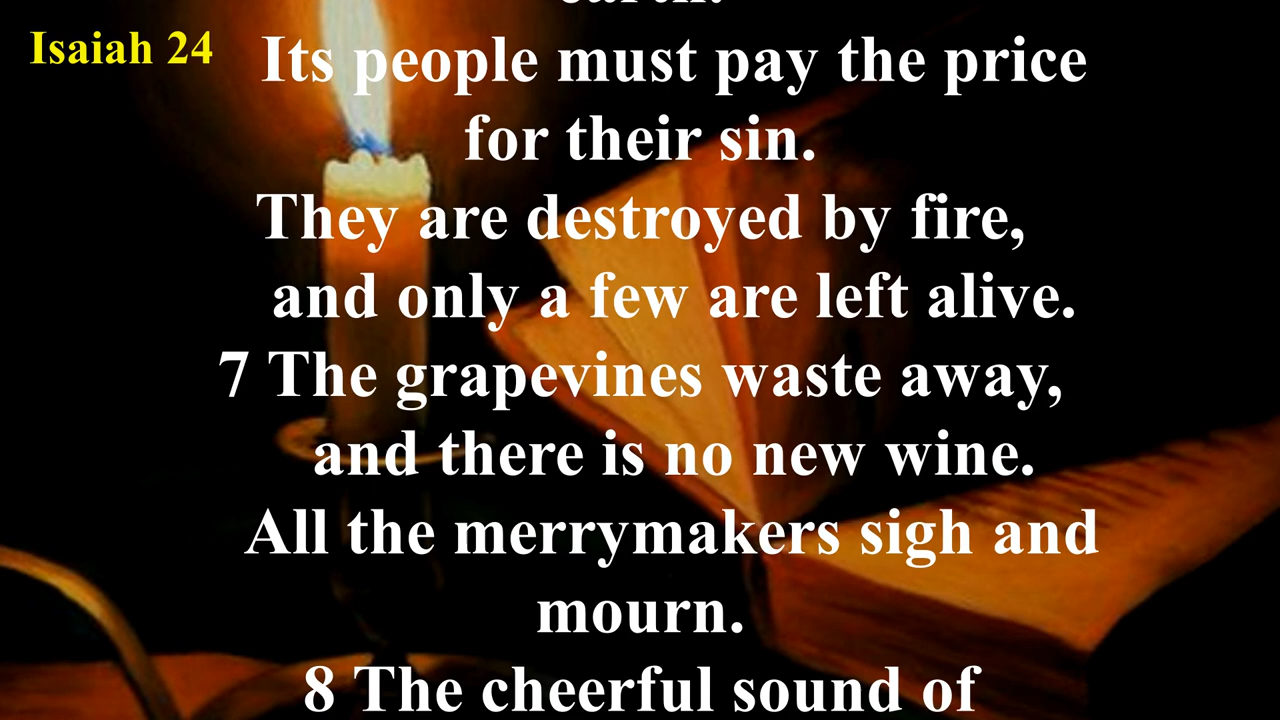 earth.
Isaiah 24
Its people must pay the price
for their sin.
They are destroyed by fire,
and only a few are left alive.
7 The grapevines waste away,
and there is no new wine.
All the merrymakers sigh and
mourn.
8 The cheerful sound of